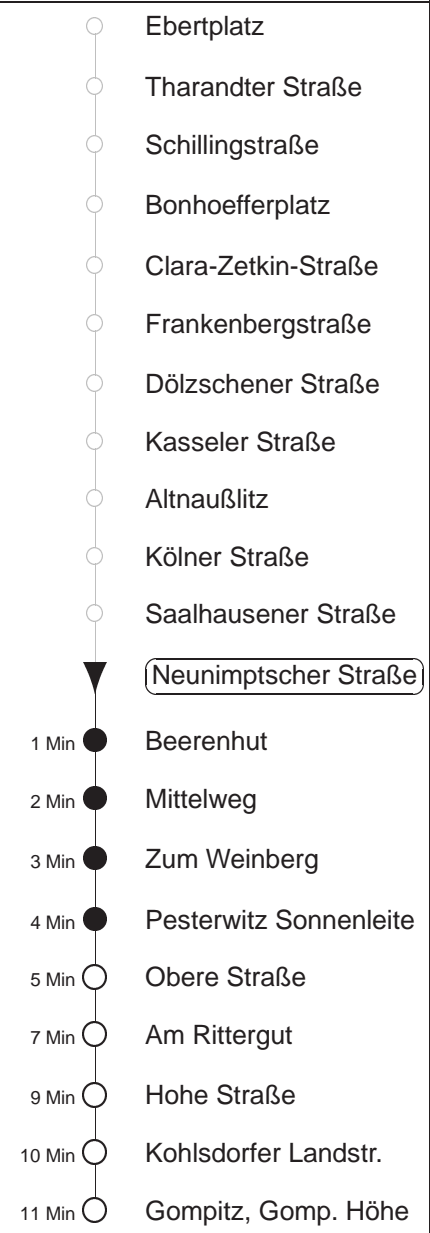 Ebertplatz
Tharandter Straße
Schillingstraße
Bonhoefferplatz
Clara-Zetkin-Straße
Frankenbergstraße
Dölzschener Straße
Kasseler Straße
Altnaußlitz
Kölner Straße
Saalhausener Straße
Neunimptscher Straße
1 Min Beerenhut
2 Min Mittelweg
3 Min Zum Weinberg
4 Min Pesterwitz Sonnenleite
5 Min Obere Straße
7 Min Am Rittergut
9 Min Hohe Straße
10 Min Kohlsdorfer Landstr.
11 Min Gompitz, Gomp. Höhe